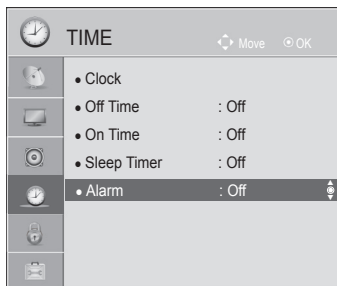 TIME
Move OK
• Clock
• Off Time : Off
• On Time : Off
• Sleep Timer : Off
• Alarm : Off